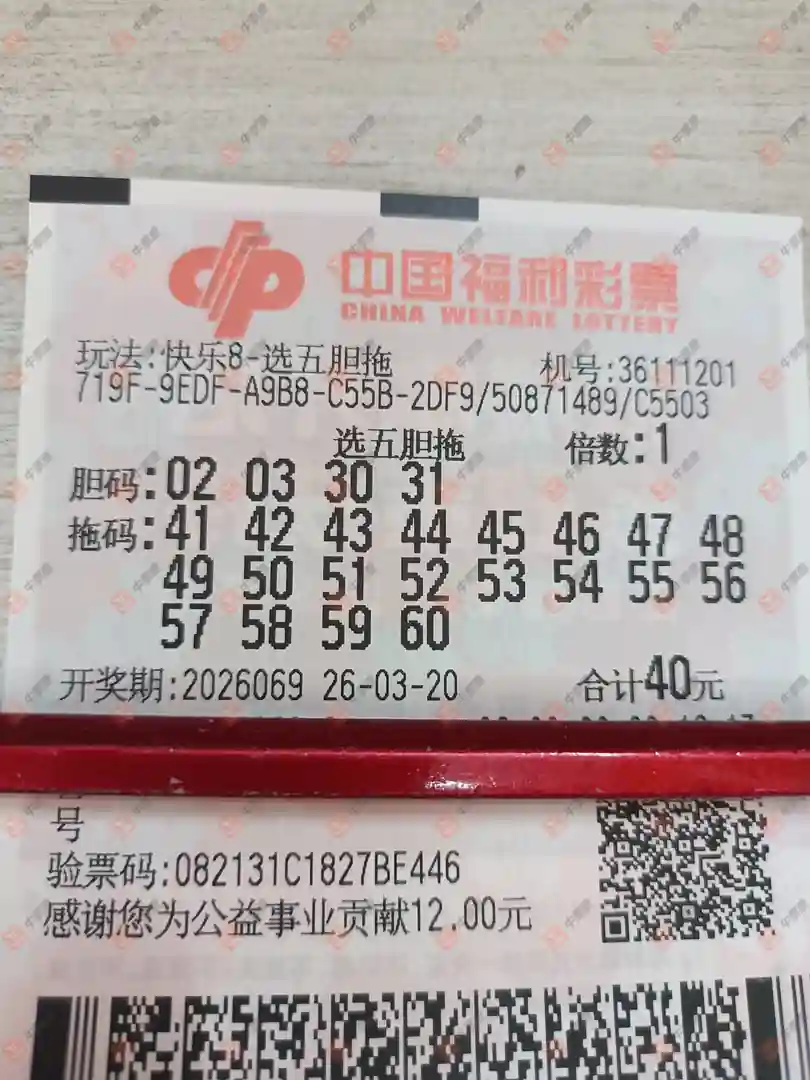 中国福利彩票
CHINA WELFARE LOTTERY
玩法:快乐8-选五胆拖 机号:36111201
719F-9EDF-A9B8-C55B-2DF9/50871489/C5503
选五胆拖 倍数:1
胆码:02 03 30 31
拖码:41 42 43 44 45 46 47 48
49 50 51 52 53 54 55 56
57 58 59 60
开奖期:2026069 26-03-20 合计40元
号
验票码:082131C1827BE446
感谢您为公益事业贡献12.00元